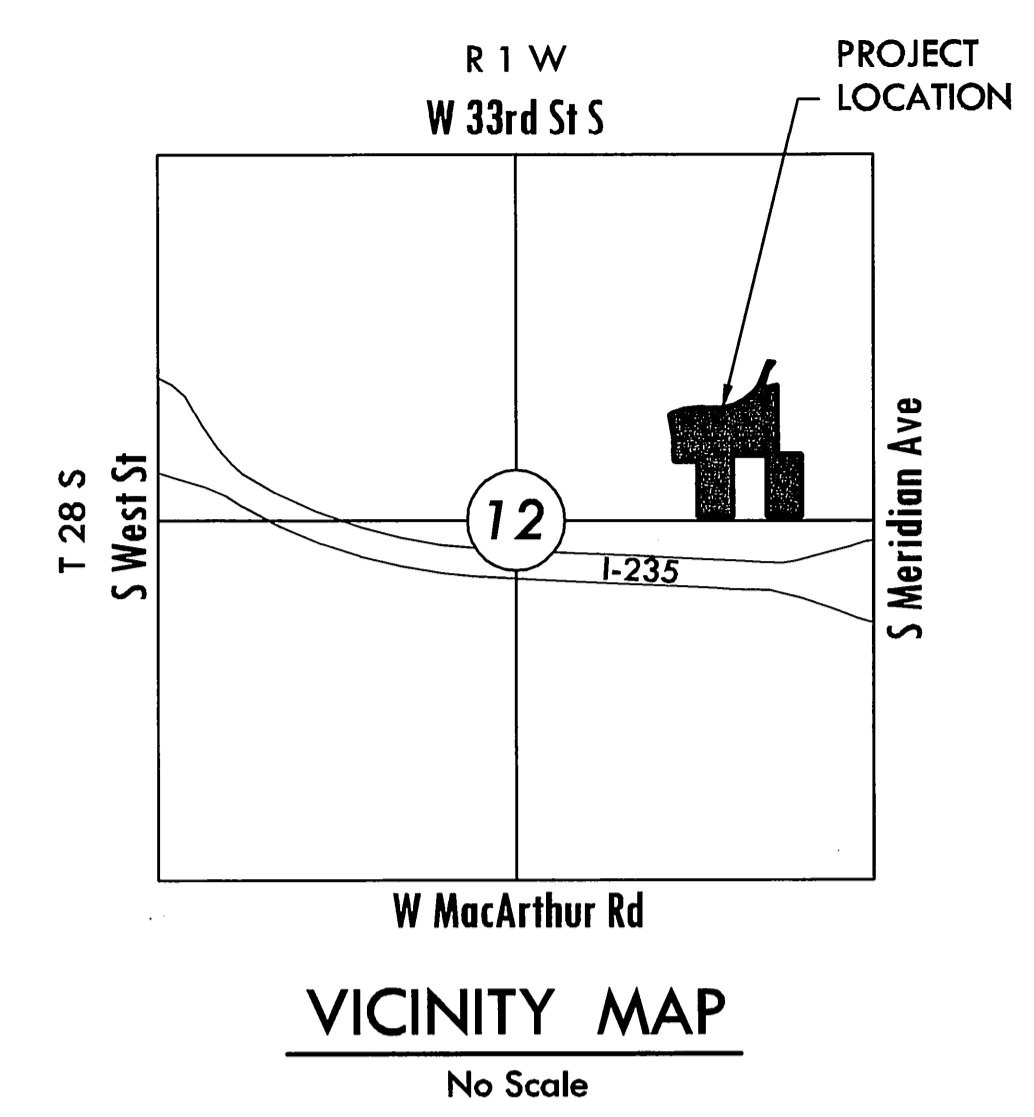 R 1 W
W 33rd St S
PROJECT
LOCATION
T 28 S
S West St
12
I-235
S Meridian Ave
W MacArthur Rd
VICINITY MAP
No Scale